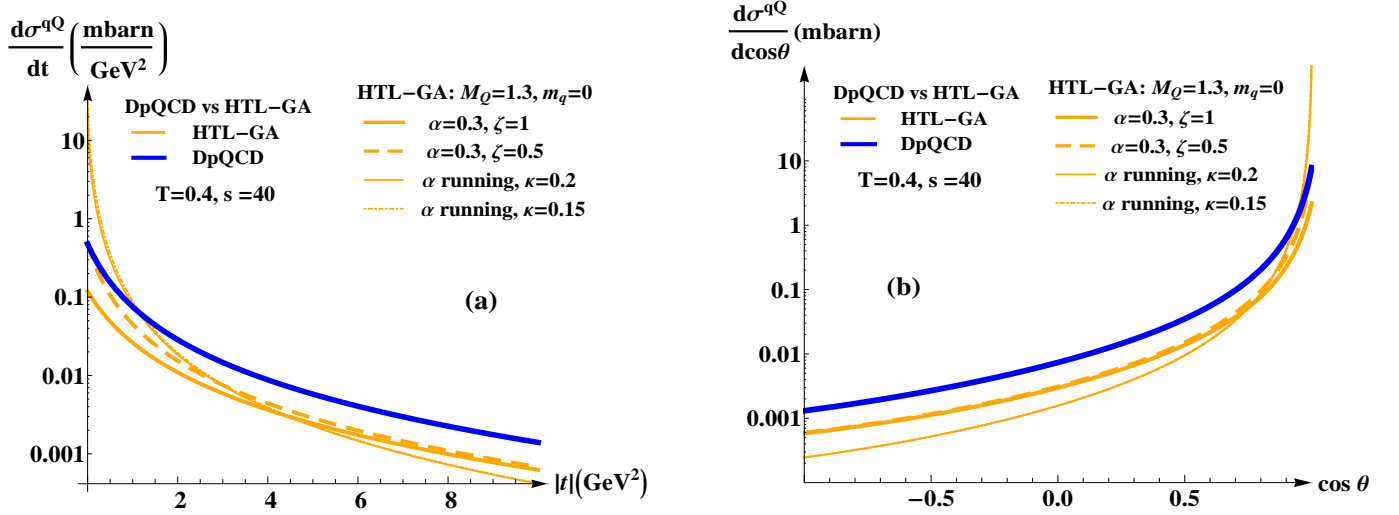 dσ^qQ/dt (mbarn/GeV²)
DpQCD vs HTL−GA
HTL−GA
DpQCD
T=0.4, s =40
HTL−GA: M_Q=1.3, m_q=0
α=0.3, ζ=1
α=0.3, ζ=0.5
α running, κ=0.2
α running, κ=0.15
(a)
10
1
0.1
0.01
0.001
2
4
6
8
|t|(GeV²)
dσ^qQ/dcosθ (mbarn)
DpQCD vs HTL−GA
HTL−GA
DpQCD
T=0.4, s =40
HTL−GA: M_Q=1.3, m_q=0
α=0.3, ζ=1
α=0.3, ζ=0.5
α running, κ=0.2
α running, κ=0.15
(b)
10
1
0.1
0.01
0.001
−0.5
0.0
0.5
cos θ